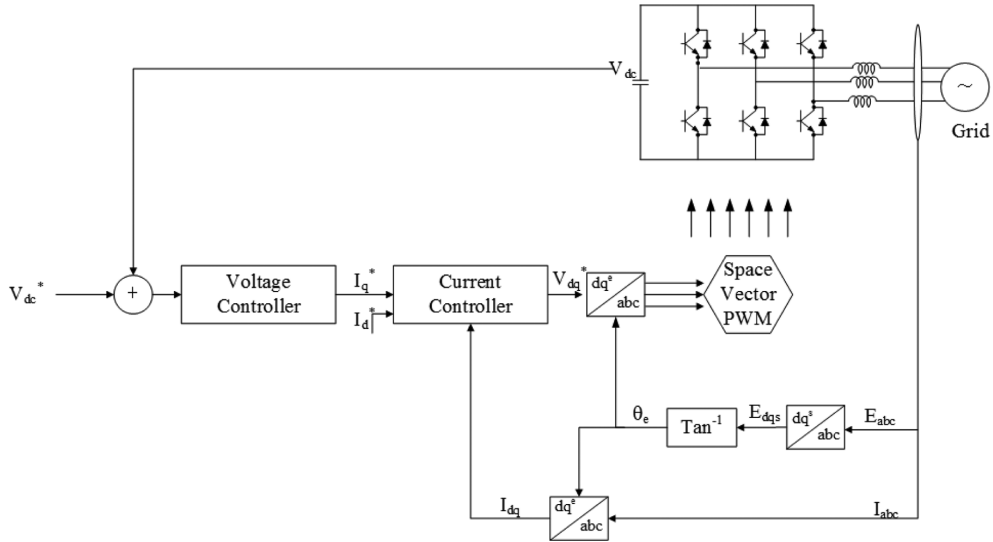 V_dc
~
Grid
V_dc^*
+
Voltage
Controller
I_q^*
I_d^*
Current
Controller
V_dq^*
dq^e
abc
Space
Vector
PWM
θ_e
Tan^-1
E_dqs
dq^s
abc
E_abc
I_dq
dq^e
abc
I_abc